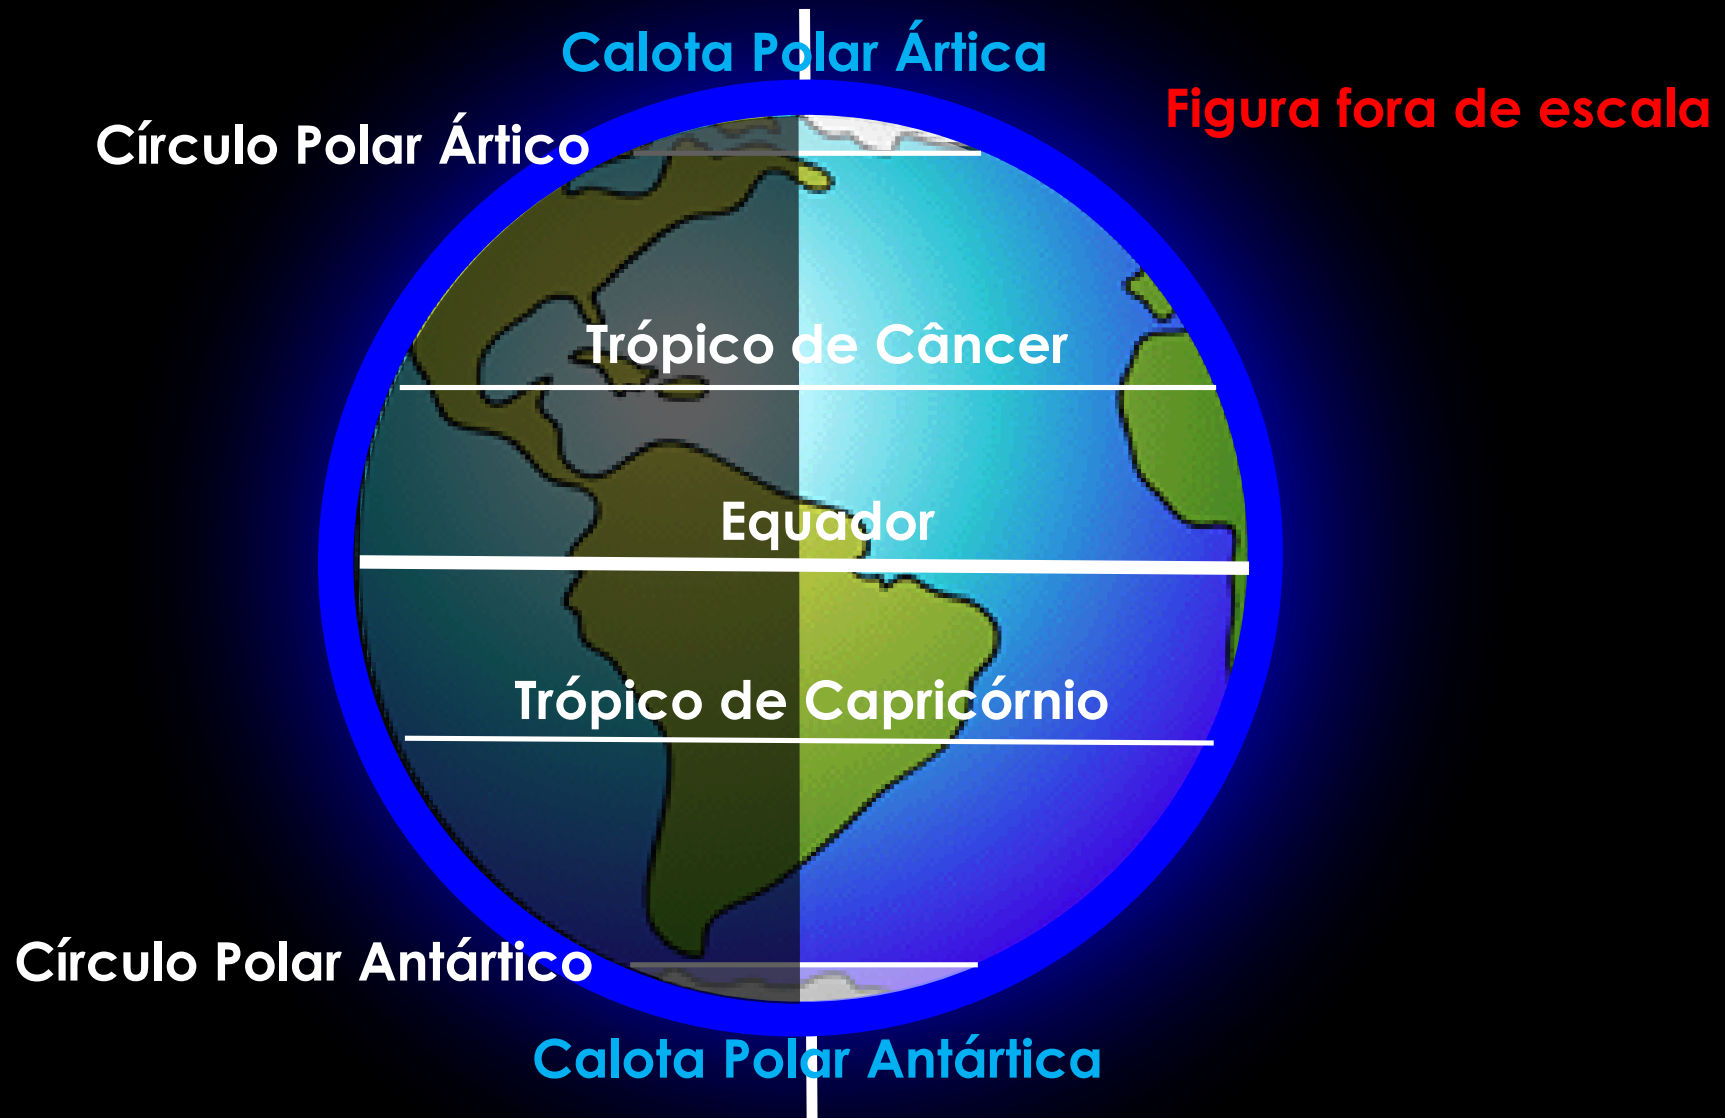 Calota Polar Ártica
Figura fora de escala
Círculo Polar Ártico
Trópico de Câncer
Equador
Trópico de Capricórnio
Círculo Polar Antártico
Calota Polar Antártica